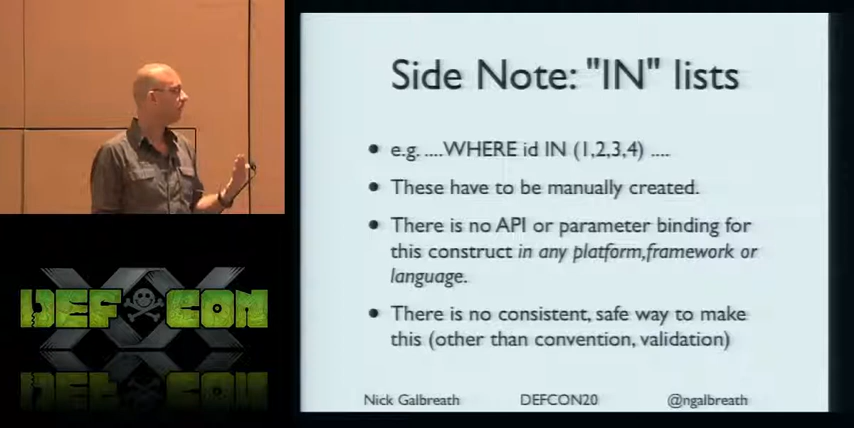 Side Note: "IN" lists
• e.g. ....WHERE id IN (1,2,3,4) ....
• These have to be manually created.
• There is no API or parameter binding for
this construct in any platform,framework or
language.
• There is no consistent, safe way to make
this (other than convention, validation)
Nick Galbreath DEFCON20 @ngalbreath
DEF CON
XX